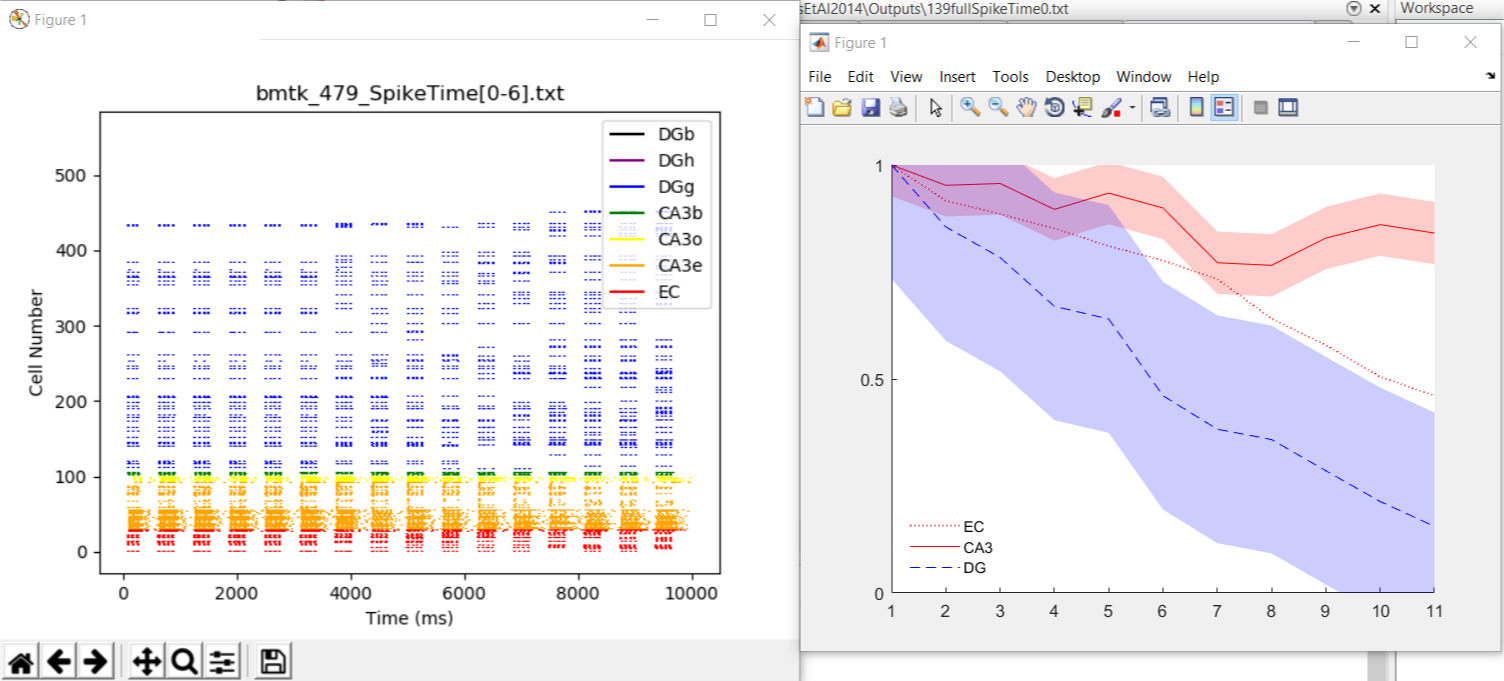 Figure 1
bmtk_479_SpikeTime[0-6].txt
DGb
DGh
DGg
CA3b
CA3o
CA3e
EC
500
400
300
200
100
0
Cell Number
0 2000 4000 6000 8000 10000
Time (ms)
sEtAl2014\Outputs\139fullSpikeTime0.txt
Workspace
Figure 1
File Edit View Insert Tools Desktop Window Help
1
0.5
0
EC
CA3
DG
1 2 3 4 5 6 7 8 9 10 11